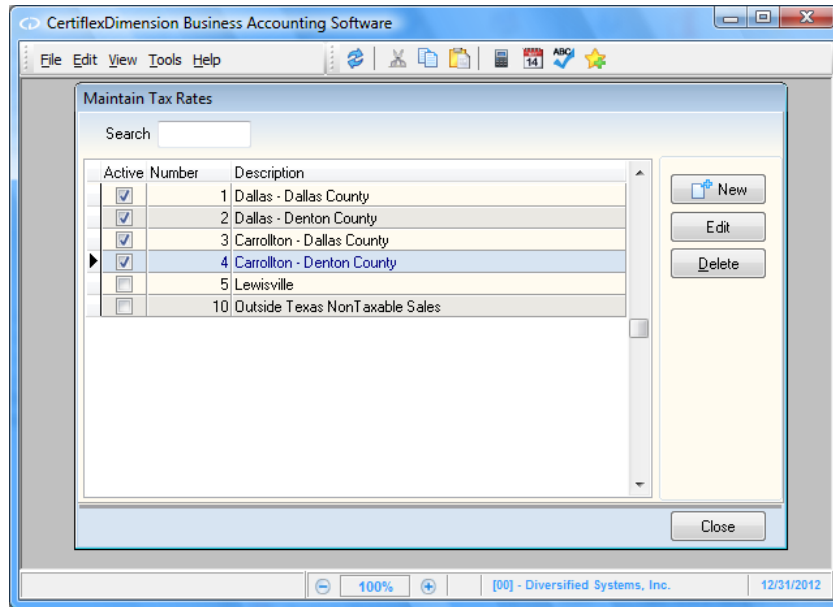 CertiflexDimension Business Accounting Software
File Edit View Tools Help
14 ABC
Maintain Tax Rates
Search
Active Number Description
1 Dallas - Dallas County
2 Dallas - Denton County
3 Carrollton - Dallas County
4 Carrollton - Denton County
5 Lewisville
10 Outside Texas NonTaxable Sales
New
Edit
Delete
Close
100% [00] - Diversified Systems, Inc. 12/31/2012